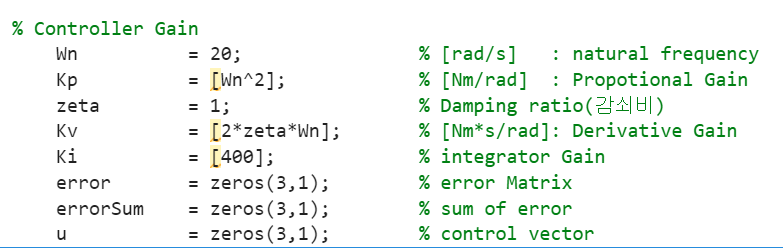 % Controller Gain
Wn = 20; % [rad/s] : natural frequency
Kp = [Wn^2]; % [Nm/rad] : Propotional Gain
zeta = 1; % Damping ratio(감쇠비)
Kv = [2*zeta*Wn]; % [Nm*s/rad]: Derivative Gain
Ki = [400]; % integrator Gain
error = zeros(3,1); % error Matrix
errorSum = zeros(3,1); % sum of error
u = zeros(3,1); % control vector